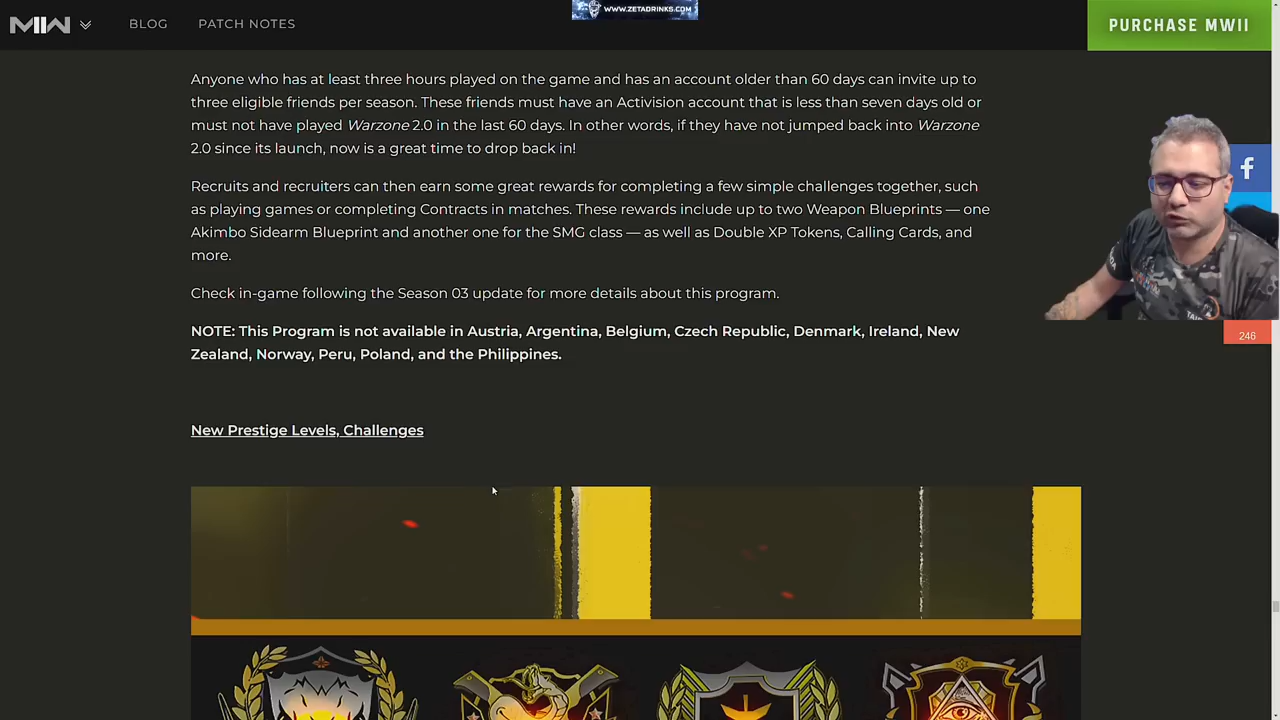 WWW.ZETADRINKS.COM
MW BLOG PATCH NOTES PURCHASE MWII
Anyone who has at least three hours played on the game and has an account older than 60 days can invite up to
three eligible friends per season. These friends must have an Activision account that is less than seven days old or
must not have played Warzone 2.0 in the last 60 days. In other words, if they have not jumped back into Warzone
2.0 since its launch, now is a great time to drop back in!
Recruits and recruiters can then earn some great rewards for completing a few simple challenges together, such
as playing games or completing Contracts in matches. These rewards include up to two Weapon Blueprints — one
Akimbo Sidearm Blueprint and another one for the SMG class — as well as Double XP Tokens, Calling Cards, and
more.
Check in-game following the Season 03 update for more details about this program.
NOTE: This Program is not available in Austria, Argentina, Belgium, Czech Republic, Denmark, Ireland, New
Zealand, Norway, Peru, Poland, and the Philippines.
246
New Prestige Levels, Challenges